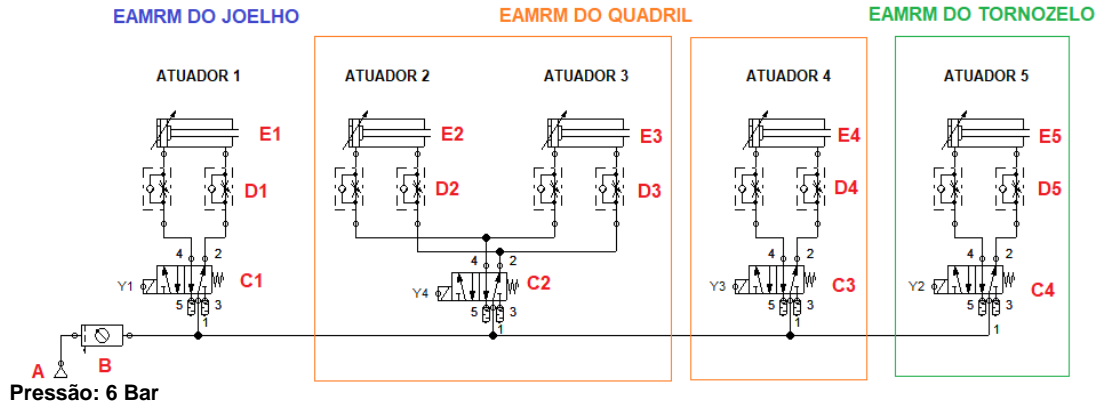 EAMRM DO JOELHO
EAMRM DO QUADRIL
EAMRM DO TORNOZELO
ATUADOR 1
ATUADOR 2
ATUADOR 3
ATUADOR 4
ATUADOR 5
E1
E2
E3
E4
E5
D1
D2
D3
D4
D5
4 2
Y1
C1
5 3
1
4 2
Y4
C2
5 3
1
4 2
Y3
C3
5 3
1
4 2
Y2
C4
5 3
1
A
B
Pressão: 6 Bar